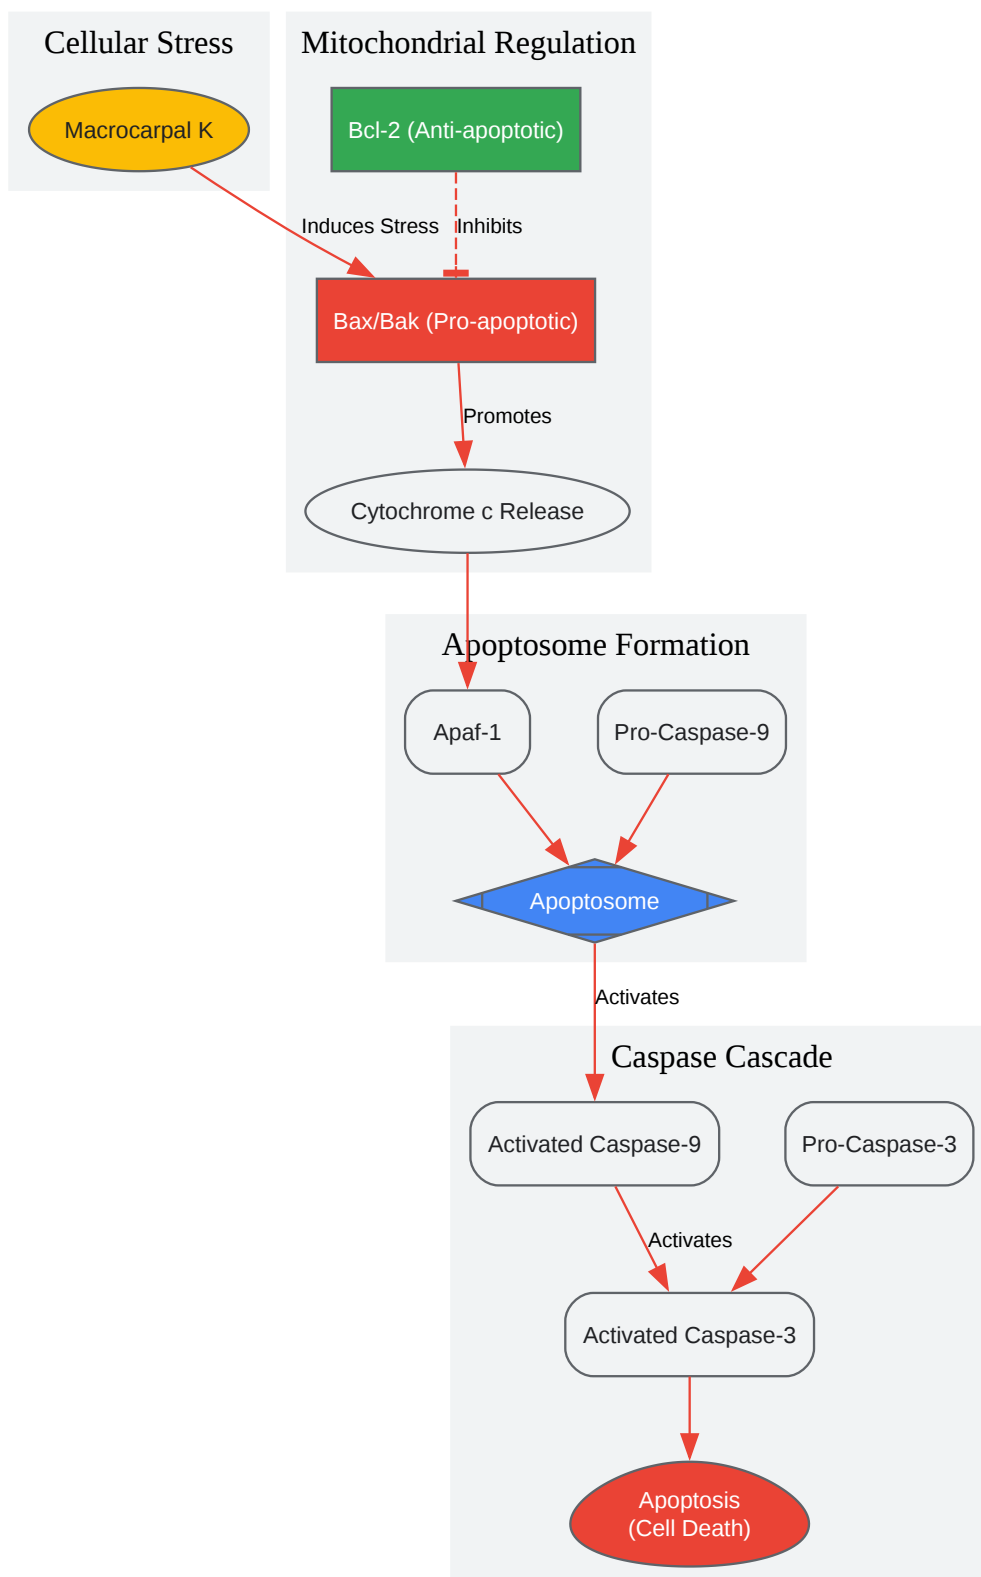 Cellular Stress
Mitochondrial Regulation
Macrocarpal K
Bcl-2 (Anti-apoptotic)
Induces Stress
Inhibits
Bax/Bak (Pro-apoptotic)
Promotes
Cytochrome c Release
Apoptosome Formation
Apaf-1
Pro-Caspase-9
Apoptosome
Activates
Caspase Cascade
Activated Caspase-9
Pro-Caspase-3
Activates
Activated Caspase-3
Apoptosis
(Cell Death)